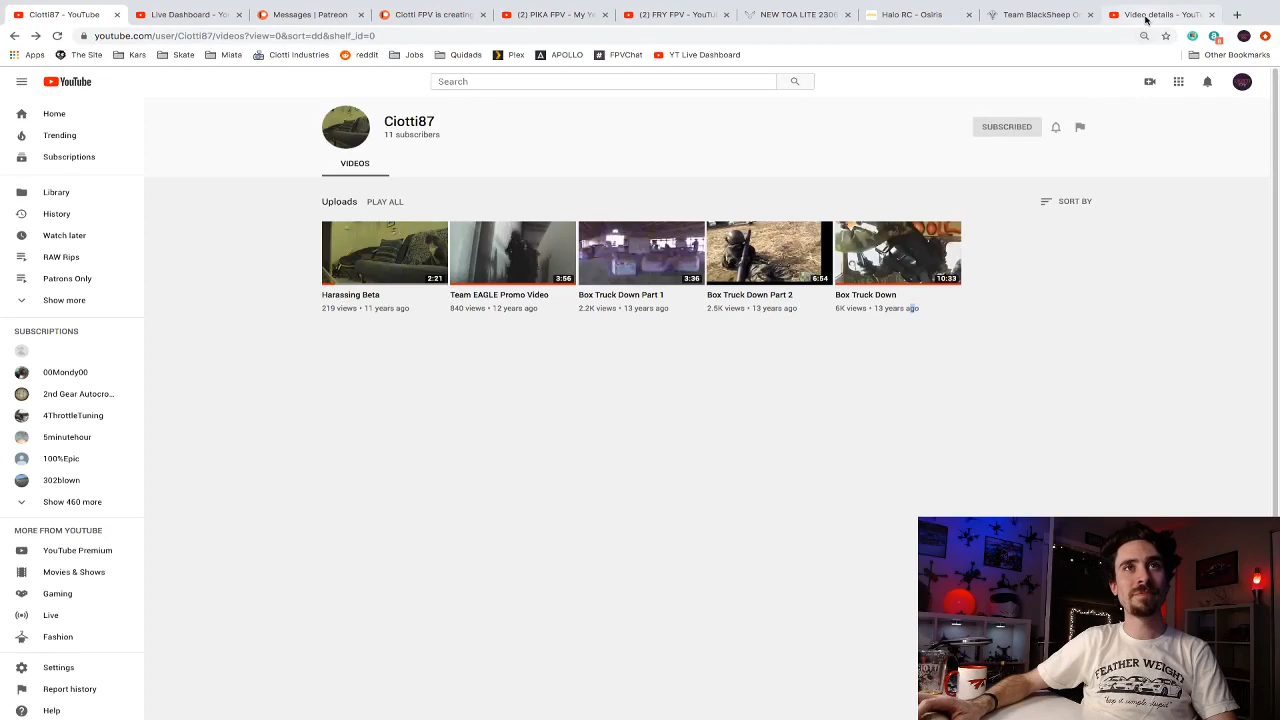 Ciotti87 - YouTube
Live Dashboard - Yo
Messages | Patreon
Ciotti FPV is creating
(2) PIKA FPV - My Ye
(2) FRY FPV - YouTub
NEW TOA LITE 2306
Halo RC - Osiris
Team BlackSheep O
Video details - YouTu
youtube.com/user/Ciotti87/videos?view=0&sort=dd&shelf_id=0
Apps
The Site
Kars
Miata
Ciotti Industries
reddit
Jobs
Quidads
Plex
APOLLO
FPVChat
YT Live Dashboard
Other Bookmarks
YouTube
Search
Home
Trending
Subscriptions
Library
History
Watch later
RAW Rips
Patrons Only
Show more
SUBSCRIPTIONS
00Mondy00
2nd Gear Autocro...
4ThrottleTuning
5minutehour
100%Epic
302blown
Show 460 more
MORE FROM YOUTUBE
YouTube Premium
Movies & Shows
Gaming
Live
Fashion
Settings
Report history
Help
Ciotti87
11 subscribers
SUBSCRIBED
VIDEOS
Uploads
PLAY ALL
SORT BY
2:21
3:56
3:36
6:54
10:33
Harassing Beta
219 views • 11 years ago
Team EAGLE Promo Video
840 views • 12 years ago
Box Truck Down Part 1
2.2K views • 13 years ago
Box Truck Down Part 2
2.5K views • 13 years ago
Box Truck Down
6K views • 13 years ago
FEATHER WEIGHT
"keep it simple, stupid"